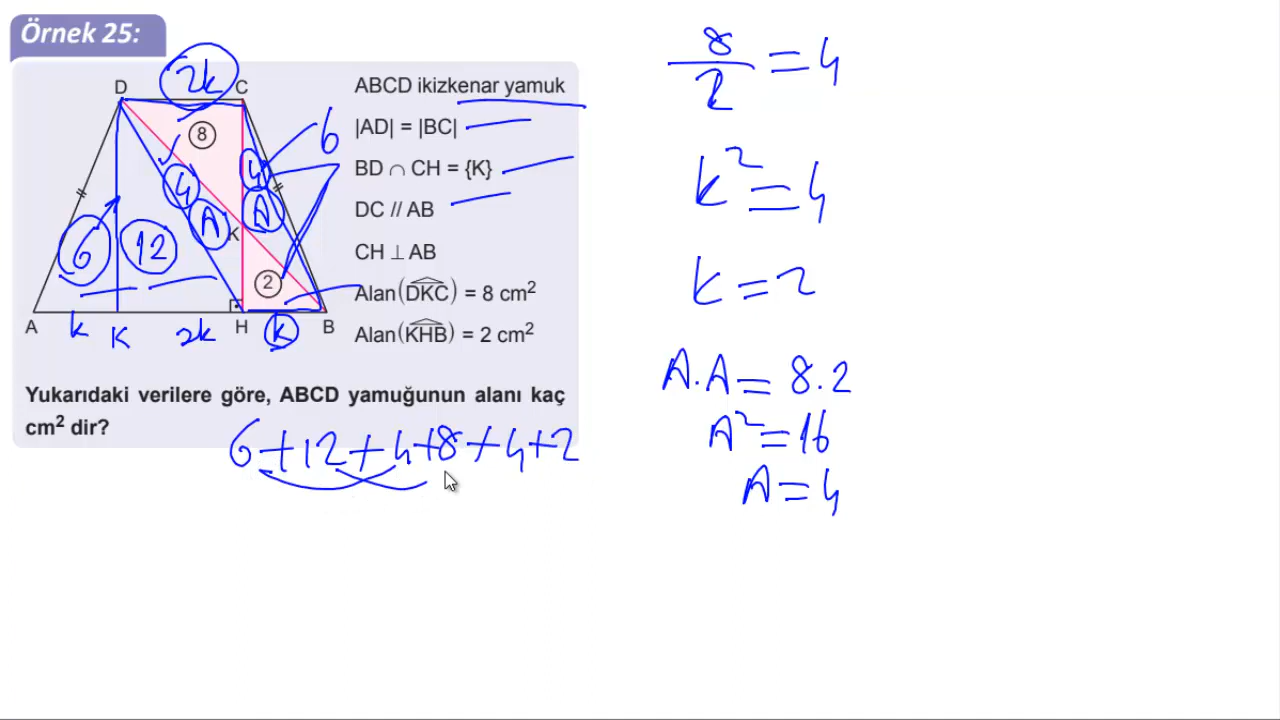 Örnek 25:
ABCD ikizkenar yamuk
|AD| = |BC|
BD ∩ CH = {K}
DC // AB
CH ⊥ AB
Alan(DKC) = 8 cm²
Alan(KHB) = 2 cm²
D
2k
C
8
6
4
4
A
A
K
6
12
2
A
k
K
2k
H
k
B
Yukarıdaki verilere göre, ABCD yamuğunun alanı kaç
cm² dir?
6+12+4+8+4+2
8/2 = 4
k² = 4
k = 2
A.A = 8.2
A² = 16
A = 4